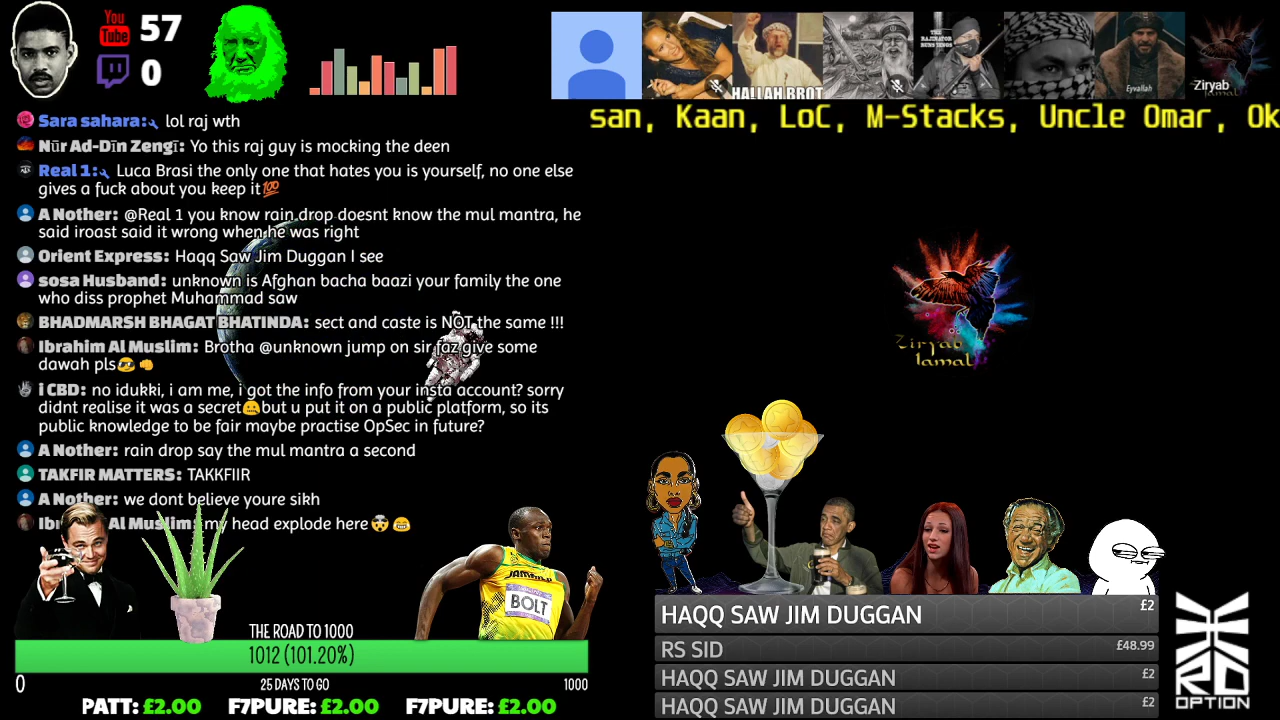 You
Tube
57
0
THE
RAJINATOR
RUNS TINGS
HALLAH BROT
Eyvallah
Ziryab
Jamal
san, Kaan, LoC, M-Stacks, Uncle Omar, Ok
Sara sahara: lol raj wth
Nūr Ad-Dīn Zengī: Yo this raj guy is mocking the deen
Real 1: Luca Brasi the only one that hates you is yourself, no one else
gives a fuck about you keep it💯
A Nother: @Real 1 you know rain drop doesnt know the mul mantra, he
said iroast said it wrong when he was right
Orient Express: Haqq Saw Jim Duggan I see
sosa Husband: unknown is Afghan bacha baazi your family the one
who diss prophet Muhammad saw
BHADMARSH BHAGAT BHATINDA: sect and caste is NOT the same !!!
Ibrahim Al Muslim: Brotha @unknown jump on sir faz give some
dawah pls😎👊
i CBD: no idukki, i am me, i got the info from your insta account? sorry
didnt realise it was a secret🤐but u put it on a public platform, so its
public knowledge to be fair maybe practise OpSec in future?
A Nother: rain drop say the mul mantra a second
TAKFIR MATTERS: TAKKFIIR
A Nother: we dont believe youre sikh
Al Muslim: my head explode here🤯😂
Ziryab
Jamal
JAMAICA
BOLT
THE ROAD TO 1000
1012 (101.20%)
0
25 DAYS TO GO
1000
PATT: £2.00 F7PURE: £2.00 F7PURE: £2.00
HAQQ SAW JIM DUGGAN £2
RS SID £48.99
HAQQ SAW JIM DUGGAN £2
HAQQ SAW JIM DUGGAN £2
OPTION